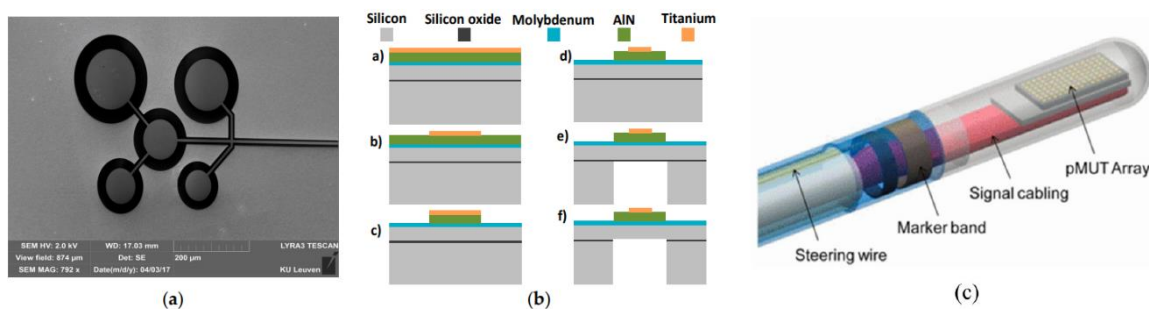 SEM HV: 2.0 kV WD: 17.03 mm LYRA3 TESCAN
View field: 874 µm Det: SE 200 µm
SEM MAG: 792 x Date(m/d/y): 04/03/17 KU Leuven
(a)
Silicon Silicon oxide Molybdenum AlN Titanium
a) d)
b) e)
c) f)
(b)
pMUT Array
Signal cabling
Marker band
Steering wire
(c)